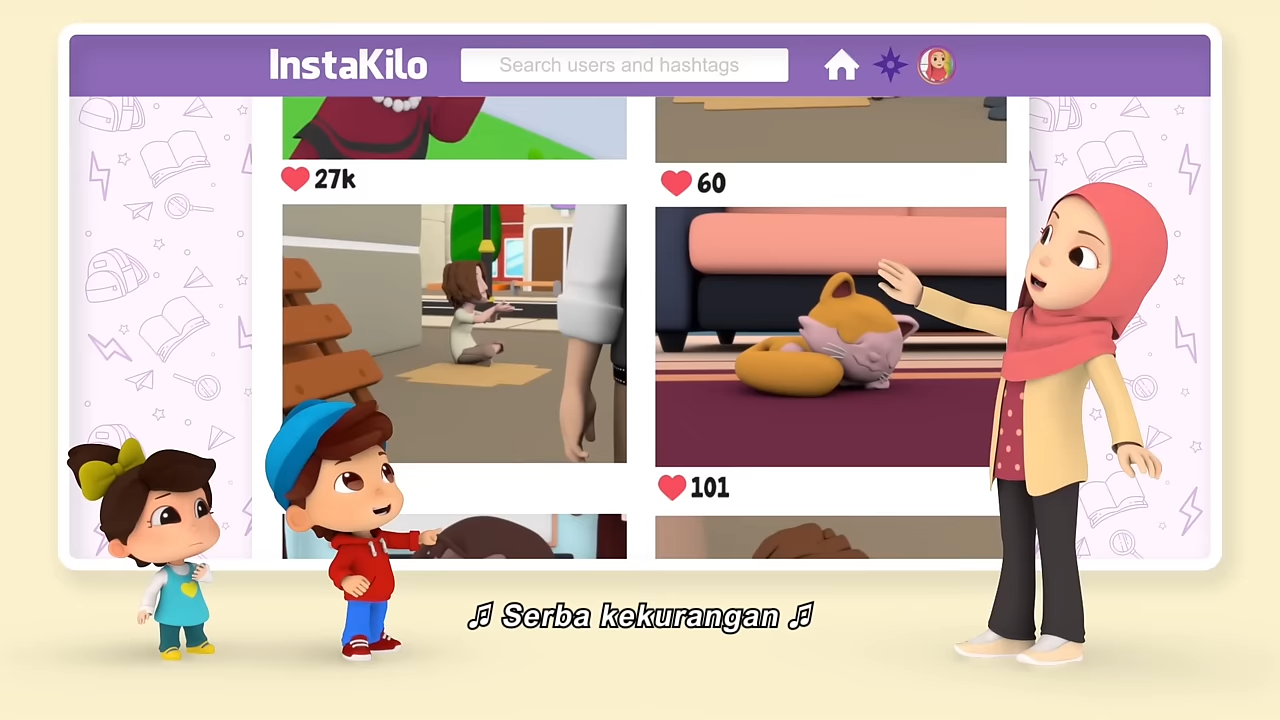 InstaKilo
Search users and hashtags
27k
60
101
♫ Serba kekurangan ♫